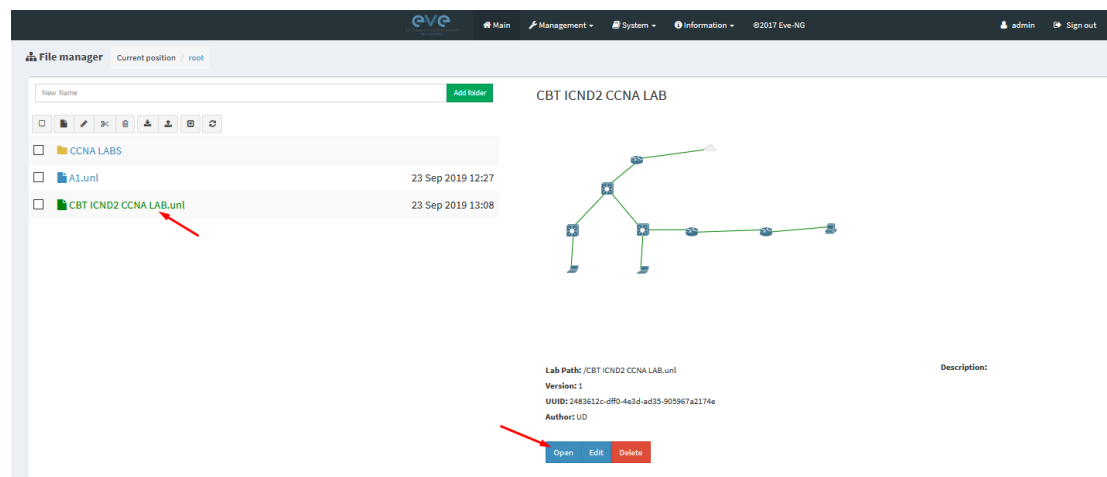 eve Main Management System Information ©2017 Eve-NG admin Sign out
File manager Current position / root
New Name Add folder
CCNA LABS
A1.unl 23 Sep 2019 12:27
CBT ICND2 CCNA LAB.unl 23 Sep 2019 13:08
CBT ICND2 CCNA LAB
Lab Path: /CBT ICND2 CCNA LAB.unl
Version: 1
UUID: 2483612c-dff0-4e3d-ad35-905967a2174e
Author: UD
Description:
Open Edit Delete